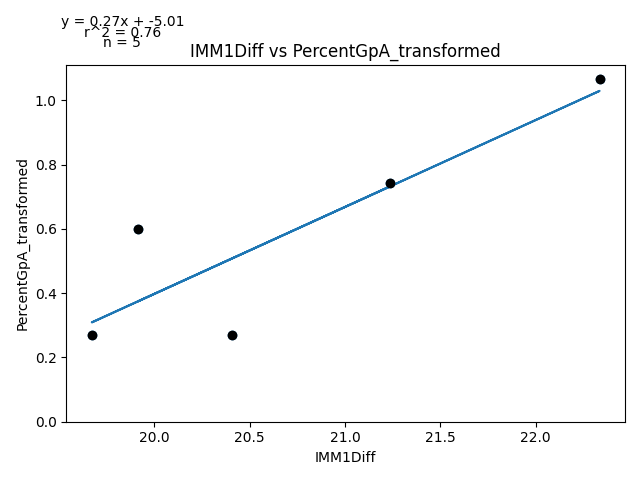 y = 0.27x + -5.01
r^2 = 0.76
n = 5
IMM1Diff vs PercentGpA_transformed
PercentGpA_transformed
1.0
0.8
0.6
0.4
0.2
0.0
20.0 20.5 21.0 21.5 22.0
IMM1Diff